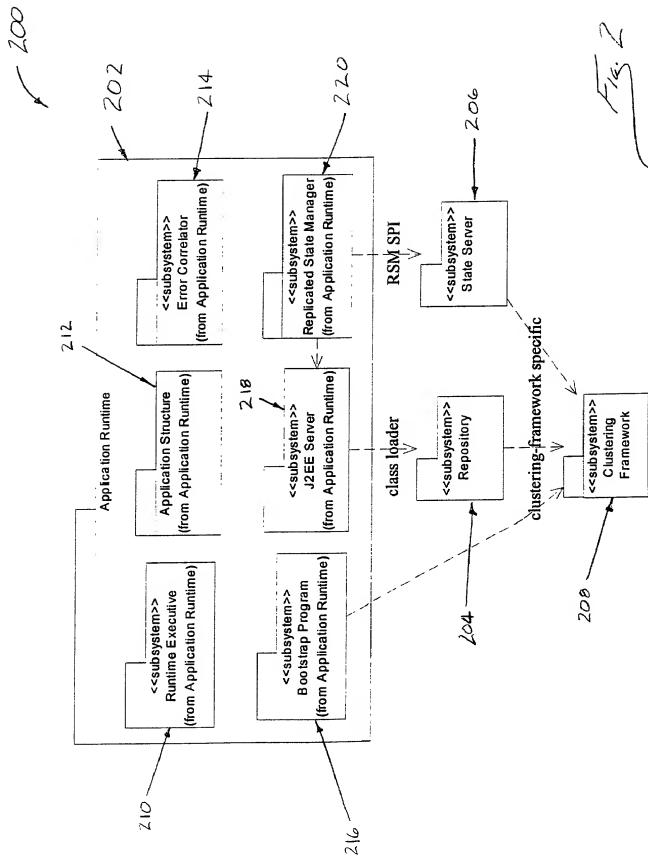 200
202
Application Runtime
212
214
<<subsystem>>
Runtime Executive
(from Application Runtime)
<<subsystem>>
Application Structure
(from Application Runtime)
<<subsystem>>
Error Correlator
(from Application Runtime)
210
218
220
<<subsystem>>
Bootstrap Program
(from Application Runtime)
<<subsystem>>
J2EE Server
(from Application Runtime)
<<subsystem>>
Replicated State Manager
(from Application Runtime)
216
class loader
RSM SPI
206
<<subsystem>>
Repository
<<subsystem>>
State Server
204
clustering-framework specific
<<subsystem>>
Clustering
Framework
208
Fig. 2